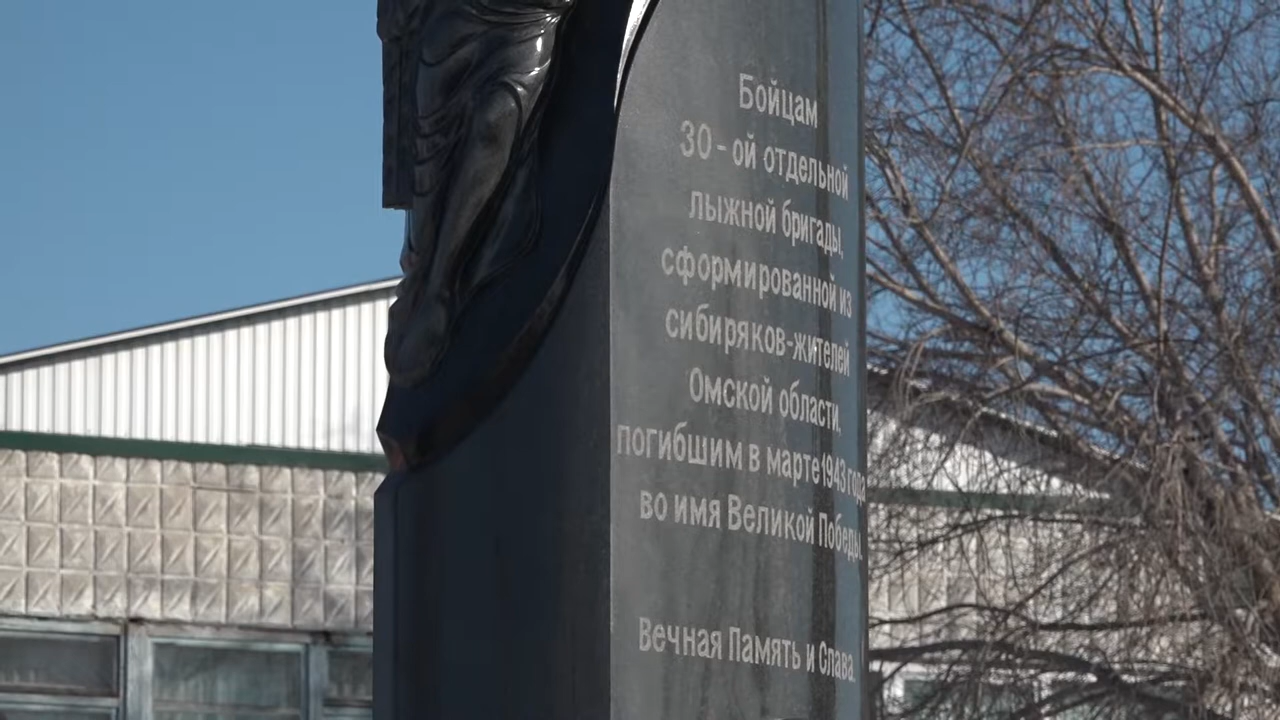 Бойцам
30-ой отдельной
лыжной бригады,
сформированной из
сибиряков-жителей
Омской области,
погибшим в марте 1943 года
во имя Великой Победы.
Вечная Память и Слава.